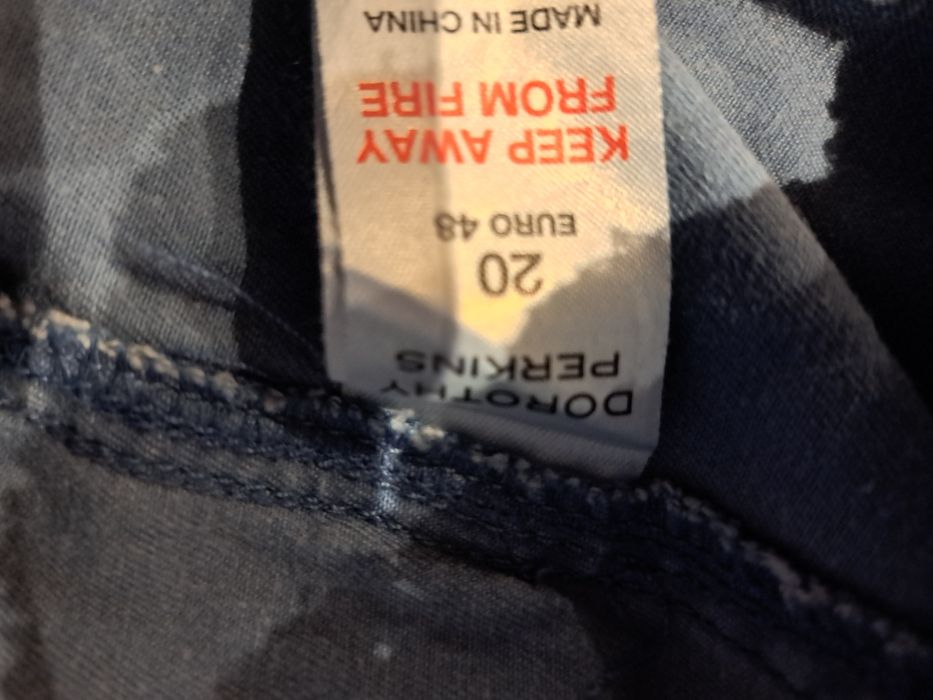 DOROTHY
PERKINS
20
EURO 48
KEEP AWAY
FROM FIRE
MADE IN CHINA